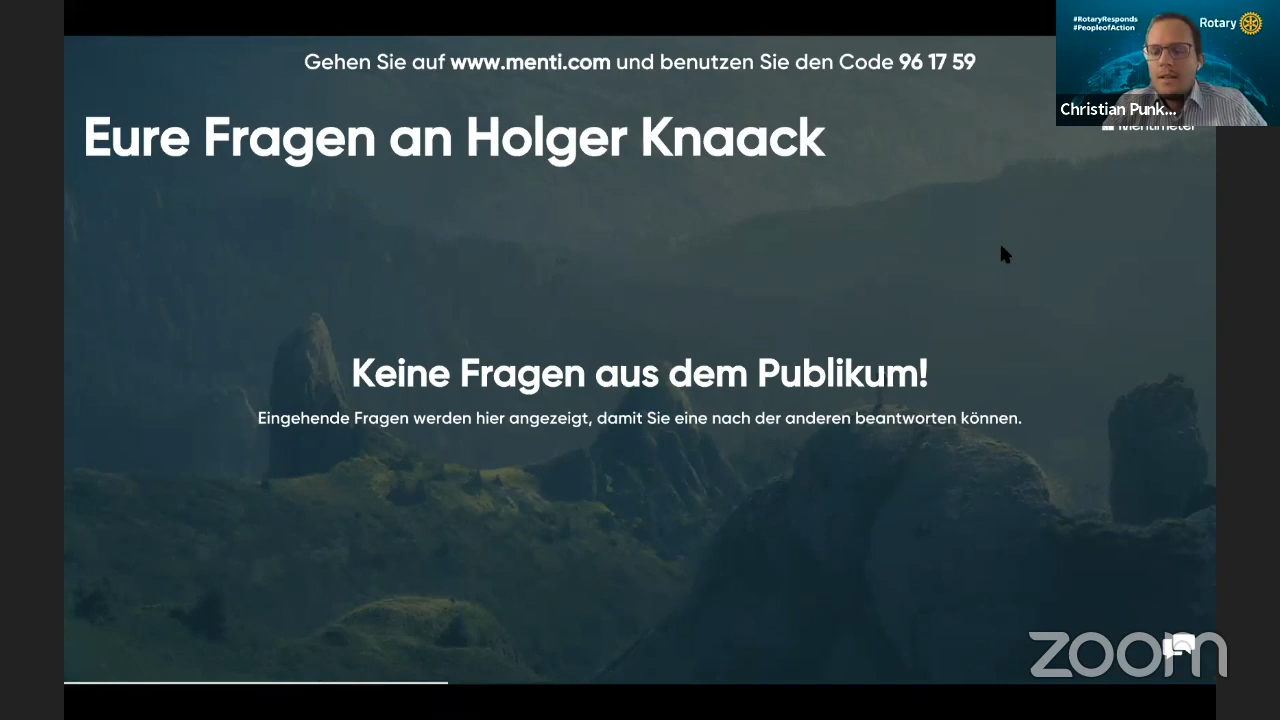 #RotaryResponds
#PeopleofAction
Rotary
Christian Punk...
Gehen Sie auf www.menti.com und benutzen Sie den Code 96 17 59
Mentimeter
Eure Fragen an Holger Knaack
Keine Fragen aus dem Publikum!
Eingehende Fragen werden hier angezeigt, damit Sie eine nach der anderen beantworten können.
zoom